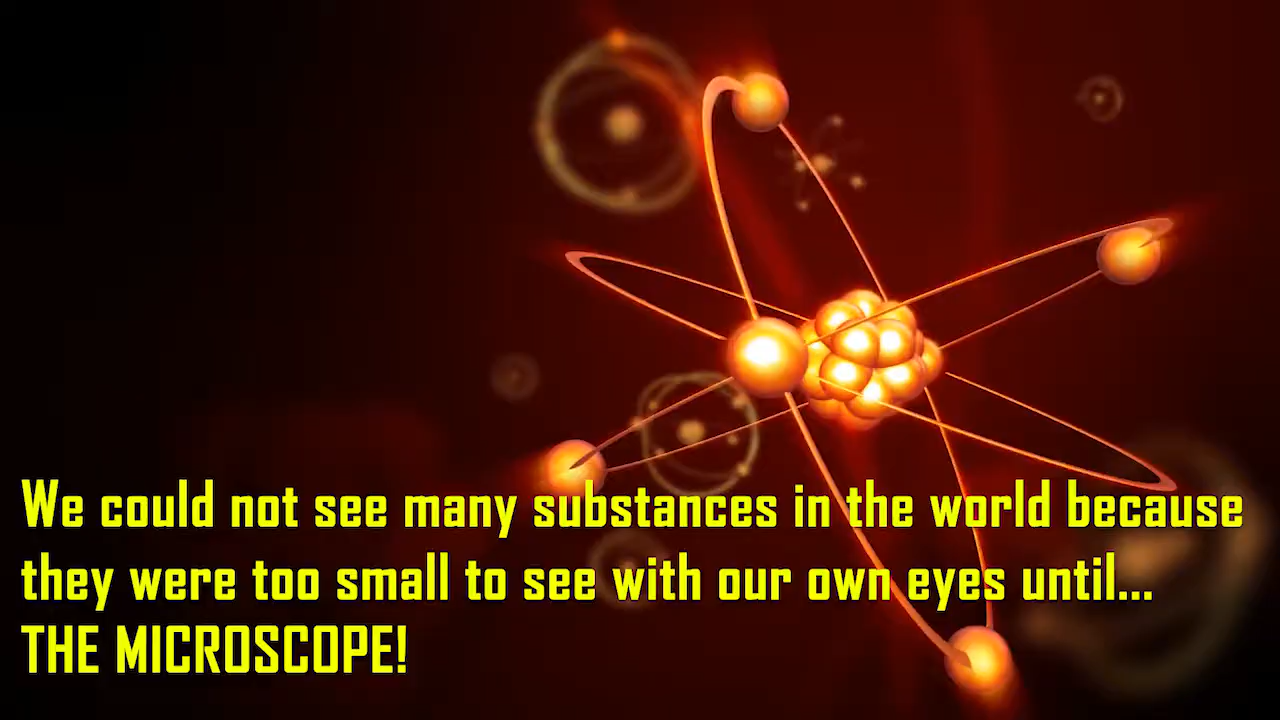 We could not see many substances in the world because
they were too small to see with our own eyes until...
THE MICROSCOPE!